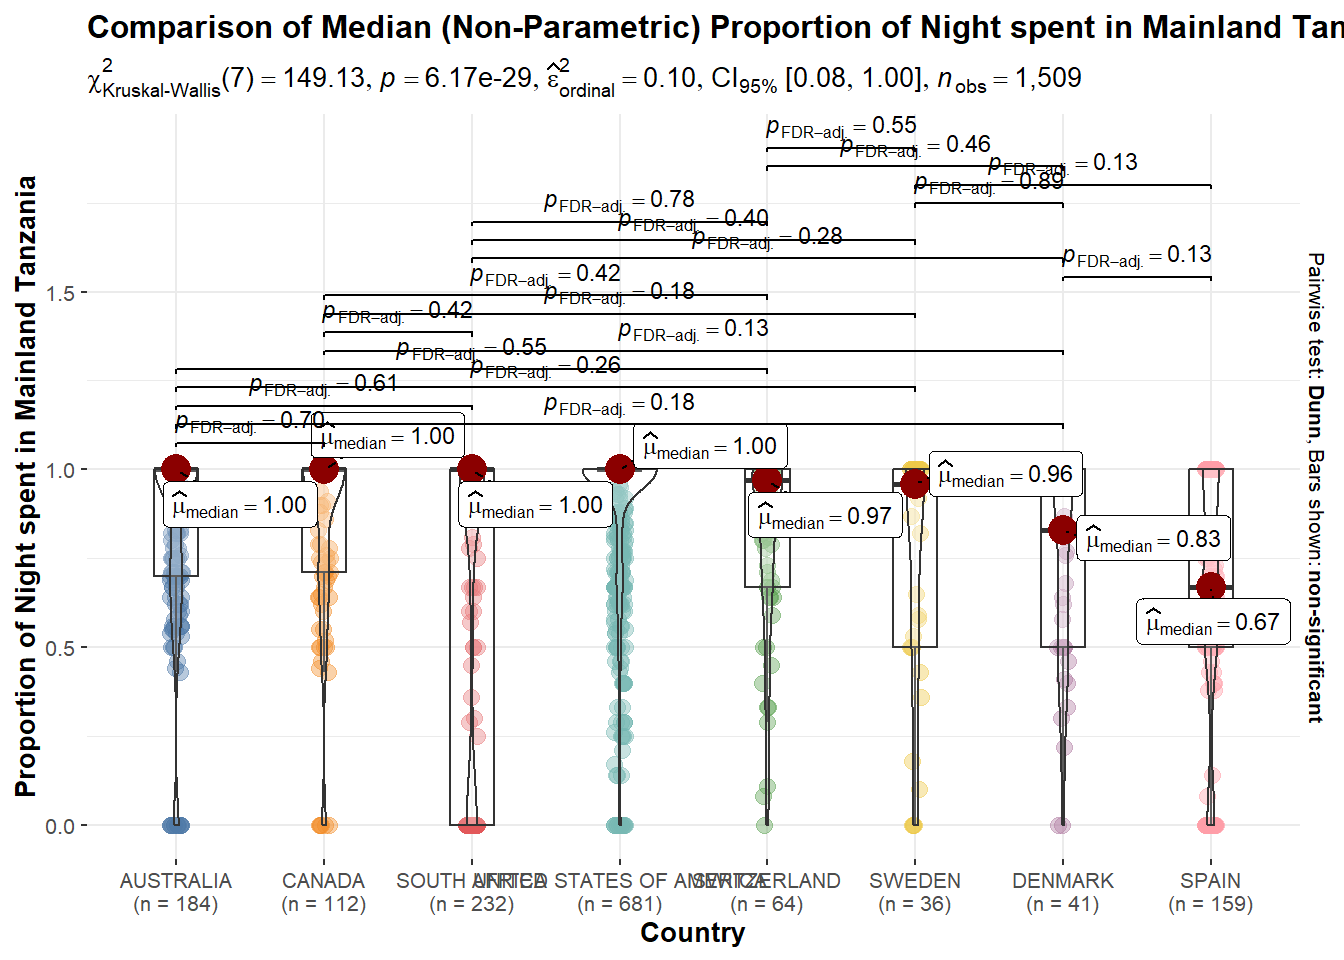 Comparison of Median (Non-Parametric) Proportion of Night spent in Mainland Tan
χ²Kruskal-Wallis(7) = 149.13, p = 6.17e-29, ε̂²ordinal = 0.10, CI95% [0.08, 1.00], nobs = 1,509
pFDR-adj. = 0.55
pFDR-adj. = 0.46
pFDR-adj. = 0.13
pFDR-adj. = 0.89
pFDR-adj. = 0.78
pFDR-adj. = 0.40
pFDR-adj. = 0.28
pFDR-adj. = 0.13
pFDR-adj. = 0.42
pFDR-adj. = 0.18
pFDR-adj. = 0.42
pFDR-adj. = 0.13
pFDR-adj. = 0.55
pFDR-adj. = 0.26
pFDR-adj. = 0.61
pFDR-adj. = 0.18
pFDR-adj. = 0.70
μ̂median = 1.00
μ̂median = 1.00
μ̂median = 0.96
μ̂median = 1.00
μ̂median = 1.00
μ̂median = 0.97
μ̂median = 0.83
μ̂median = 0.67
1.5
1.0
0.5
0.0
Proportion of Night spent in Mainland Tanzania
Pairwise test: Dunn, Bars shown: non-significant
AUSTRALIA
(n = 184)
CANADA
(n = 112)
SOUTH AFRICA
(n = 232)
UNITED STATES OF AMERICA
(n = 681)
SWITZERLAND
(n = 64)
SWEDEN
(n = 36)
DENMARK
(n = 41)
SPAIN
(n = 159)
Country